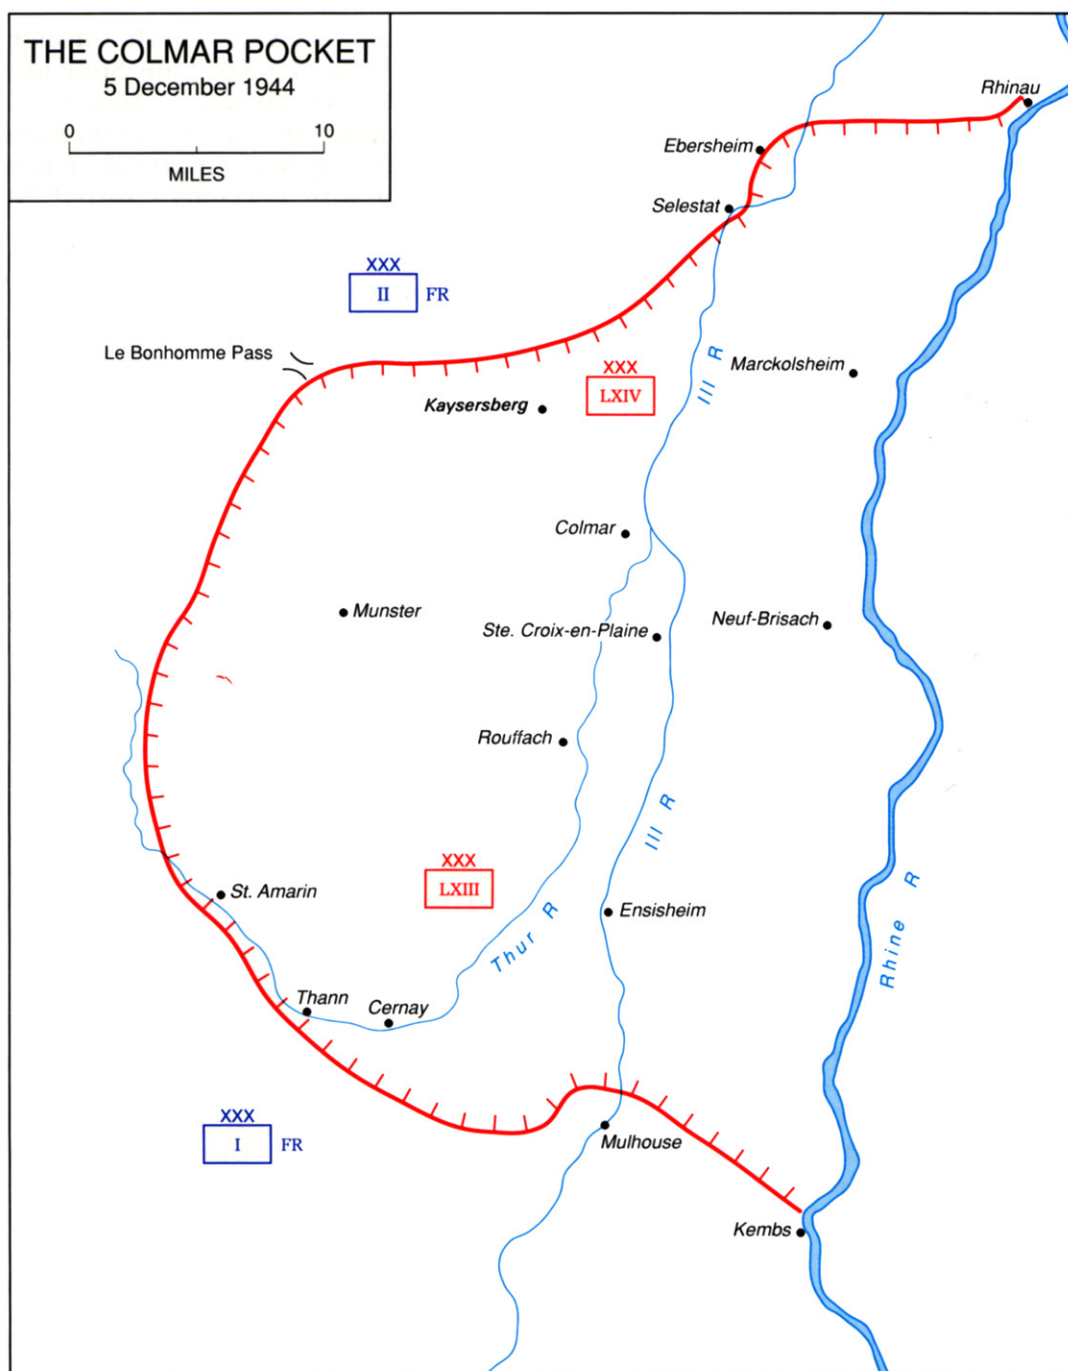 THE COLMAR POCKET
5 December 1944
0 10
MILES
Rhinau
Ebersheim
Selestat
XXX
II FR
Le Bonhomme Pass
XXX
LXIV
Marckolsheim
Ill R
Kaysersberg
Colmar
Munster
Ste. Croix-en-Plaine
Neuf-Brisach
Rouffach
Ill R
XXX
LXIII
St. Amarin
Ensisheim
Rhine R
Thur R
Thann
Cernay
XXX
I FR
Mulhouse
Kembs